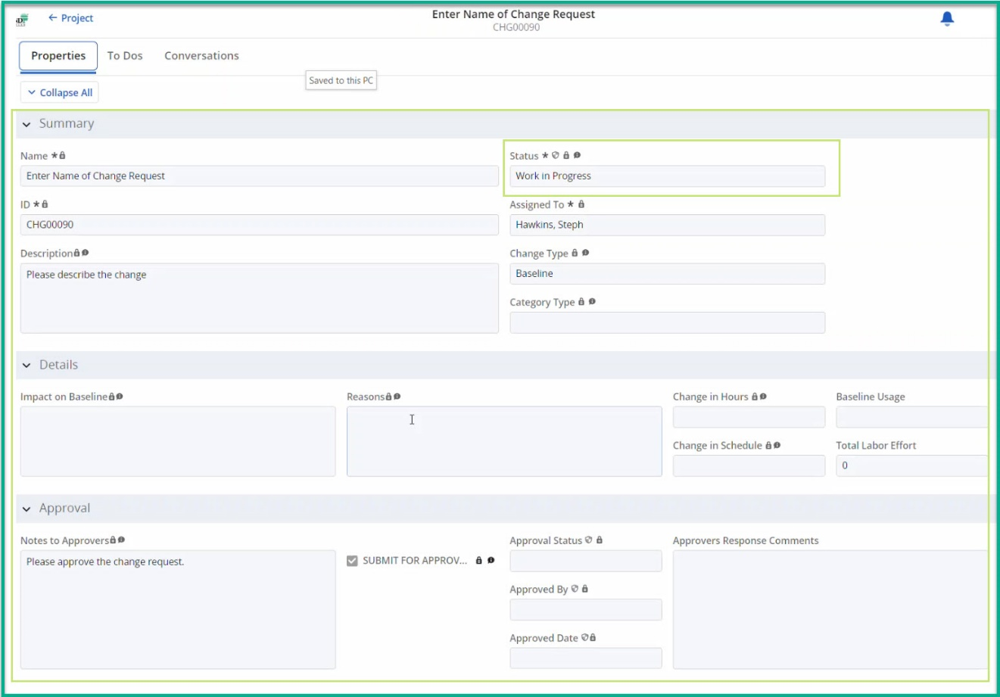 ← Project
Enter Name of Change Request
CHG00090
Properties
To Dos
Conversations
Saved to this PC
Collapse All
Summary
Name *
Enter Name of Change Request
Status *
Work in Progress
ID *
CHG00090
Assigned To *
Hawkins, Steph
Description
Please describe the change
Change Type
Baseline
Category Type
Details
Impact on Baseline
Reasons
Change in Hours
Baseline Usage
Change in Schedule
Total Labor Effort
0
Approval
Notes to Approvers
Please approve the change request.
SUBMIT FOR APPROV...
Approval Status
Approved By
Approved Date
Approvers Response Comments